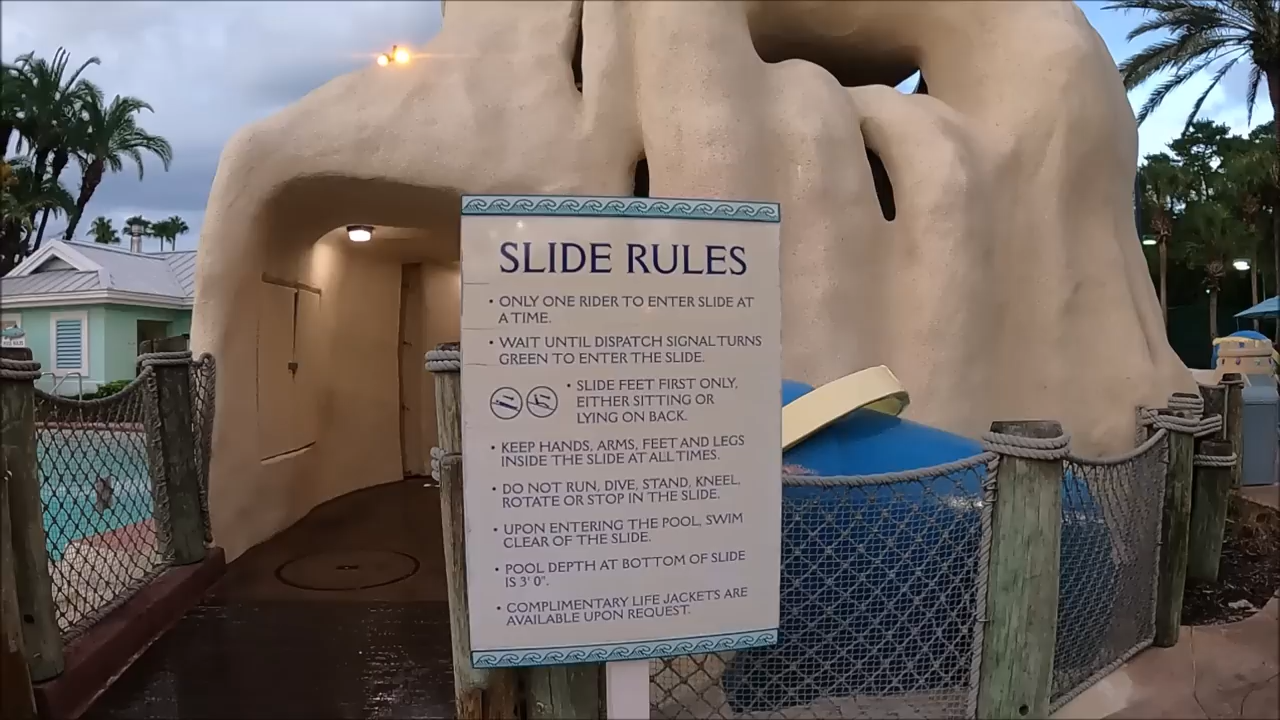 SLIDE RULES
• ONLY ONE RIDER TO ENTER SLIDE AT
A TIME.
• WAIT UNTIL DISPATCH SIGNAL TURNS
GREEN TO ENTER THE SLIDE.
• SLIDE FEET FIRST ONLY,
EITHER SITTING OR
LYING ON BACK.
• KEEP HANDS, ARMS, FEET AND LEGS
INSIDE THE SLIDE AT ALL TIMES.
• DO NOT RUN, DIVE, STAND, KNEEL,
ROTATE OR STOP IN THE SLIDE.
• UPON ENTERING THE POOL, SWIM
CLEAR OF THE SLIDE.
• POOL DEPTH AT BOTTOM OF SLIDE
IS 3' 0".
• COMPLIMENTARY LIFE JACKETS ARE
AVAILABLE UPON REQUEST.